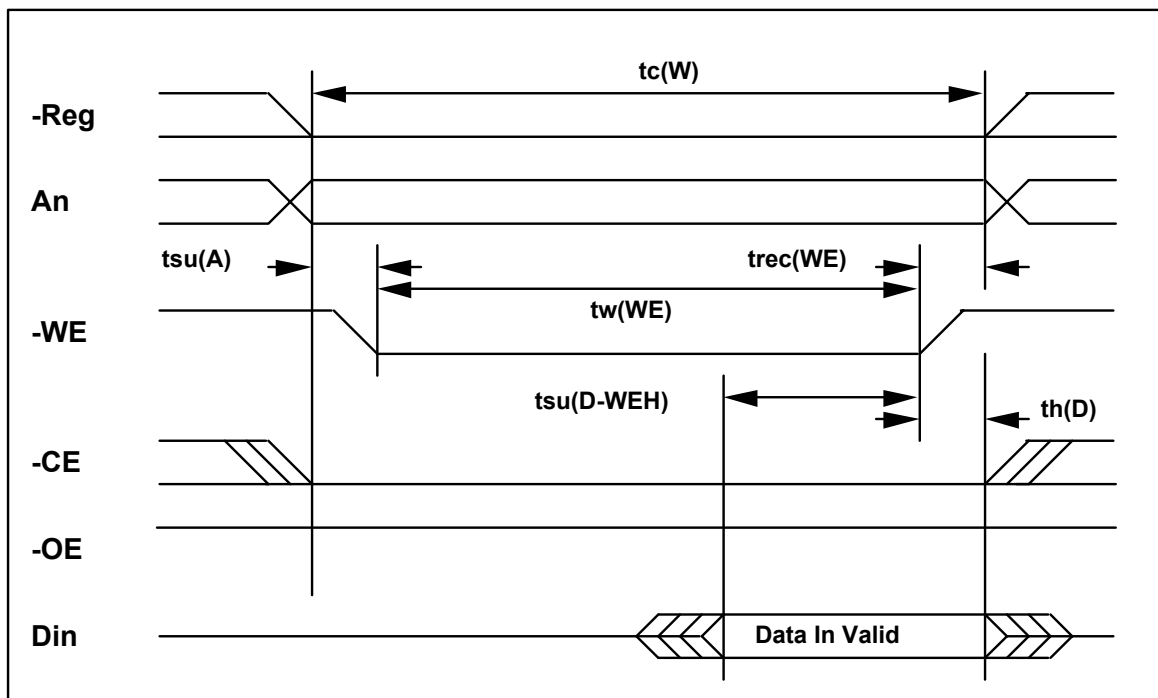 tc(W)
-Reg
An
tsu(A)
trec(WE)
tw(WE)
-WE
tsu(D-WEH)
th(D)
-CE
-OE
Din
Data In Valid